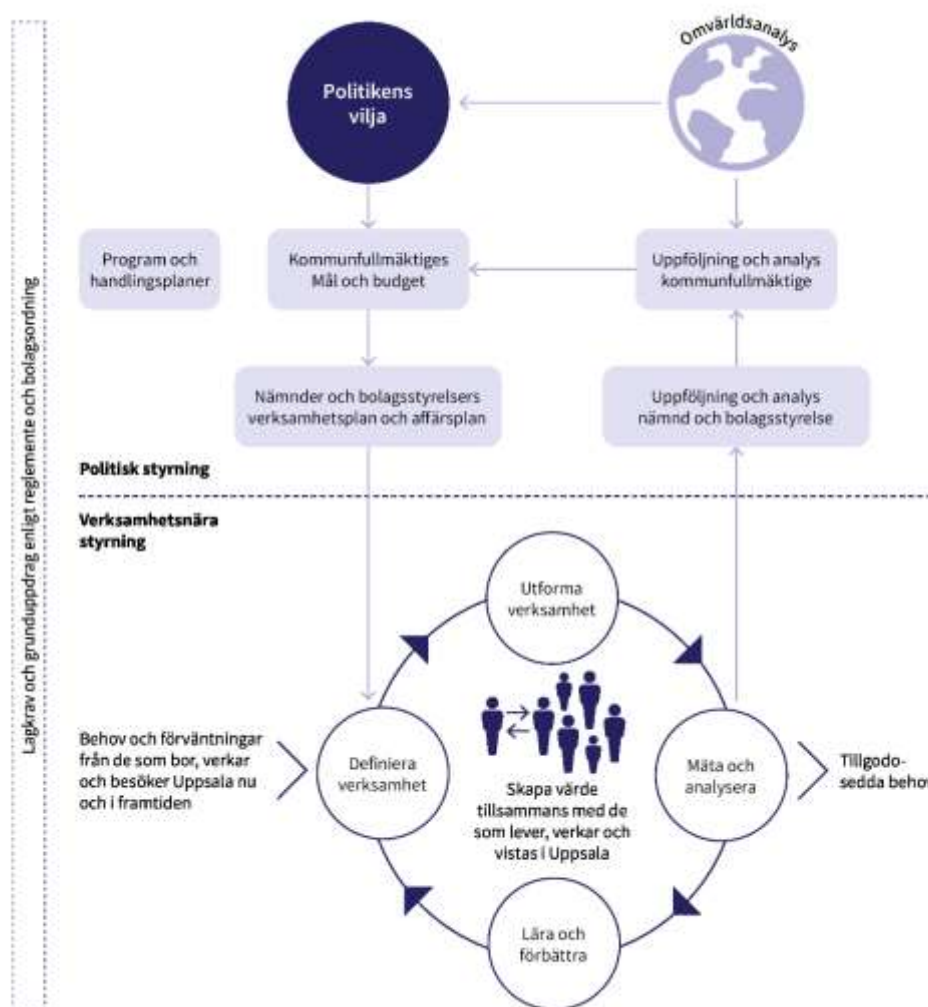 Omvärldsanalys
Politikens
vilja
Program och
handlingsplaner
Kommunfullmäktiges
Mål och budget
Uppföljning och analys
kommunfullmäktige
Nämnder och bolagsstyrelsers
verksamhetsplan och affärsplan
Uppföljning och analys
nämnd och bolagsstyrelse
Politisk styrning
Verksamhetsnära
styrning
Lagkrav och grunduppdrag enligt reglemente och bolagsordning
Utforma
verksamhet
Behov och förväntningar
från de som bor, verkar
och besöker Uppsala nu
och i framtiden
Definiera
verksamhet
Skapa värde
tillsammans med de
som lever, verkar och
vistas i Uppsala
Mäta och
analysera
Tillgodo-
sedda behov
Lära och
förbättra